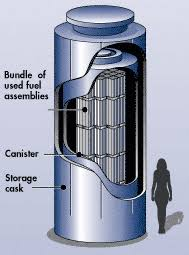 Bundle of
used fuel
assemblies
Canister
Storage
cask